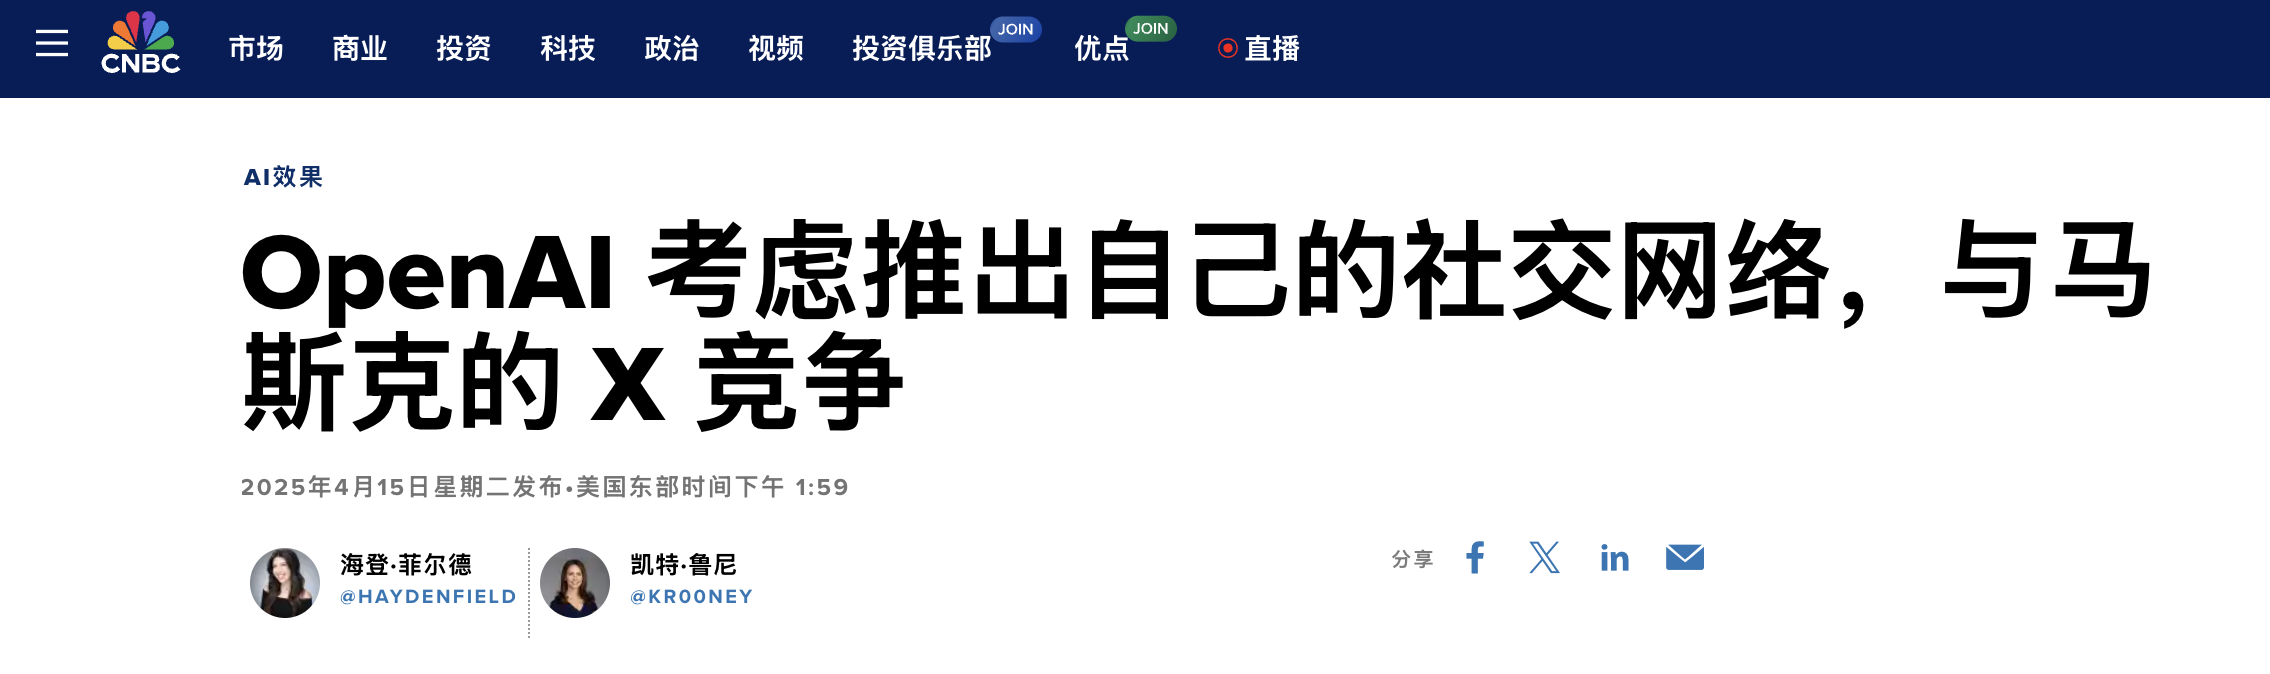 CNBC
市场 商业 投资 科技 政治 视频 投资俱乐部 JOIN 优点 JOIN 直播
AI效果
OpenAI 考虑推出自己的社交网络，与马
斯克的 X 竞争
2025年4月15日星期二发布•美国东部时间下午 1:59
海登·菲尔德
@HAYDENFIELD
凯特·鲁尼
@KR00NEY
分享